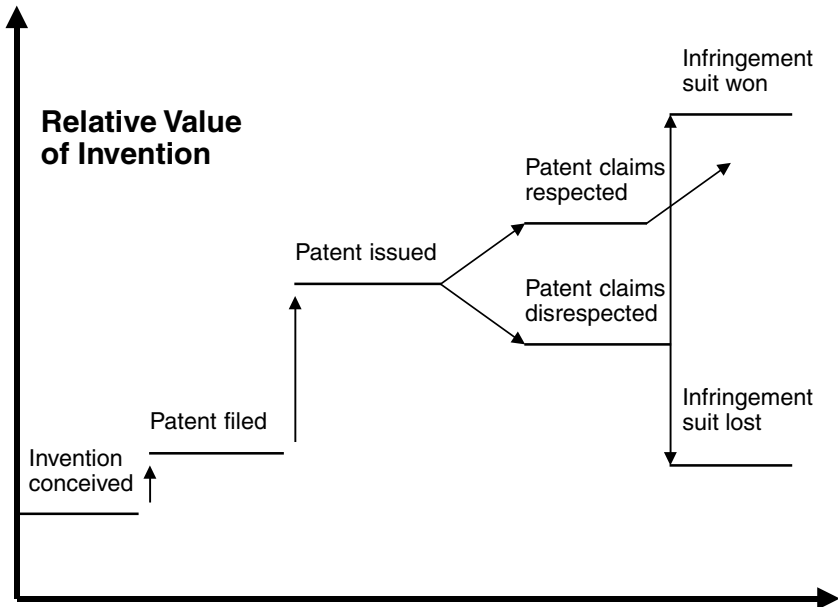 Infringement
suit won
Relative Value
of Invention
Patent claims
respected
Patent issued
Patent claims
disrespected
Infringement
suit lost
Patent filed
Invention
conceived